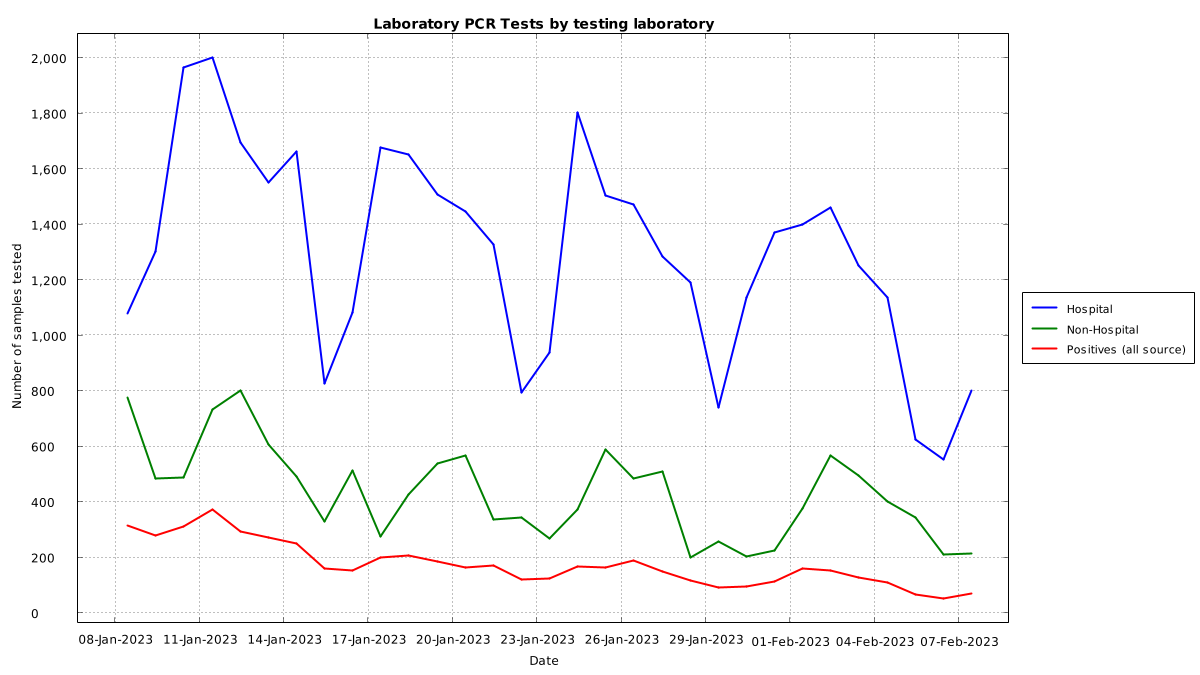 Laboratory PCR Tests by testing laboratory
2,000
1,800
1,600
1,400
1,200
1,000
800
600
400
200
0
Number of samples tested
08-Jan-2023 11-Jan-2023 14-Jan-2023 17-Jan-2023 20-Jan-2023 23-Jan-2023 26-Jan-2023 29-Jan-2023 01-Feb-2023 04-Feb-2023 07-Feb-2023
Date
Hospital
Non-Hospital
Positives (all source)